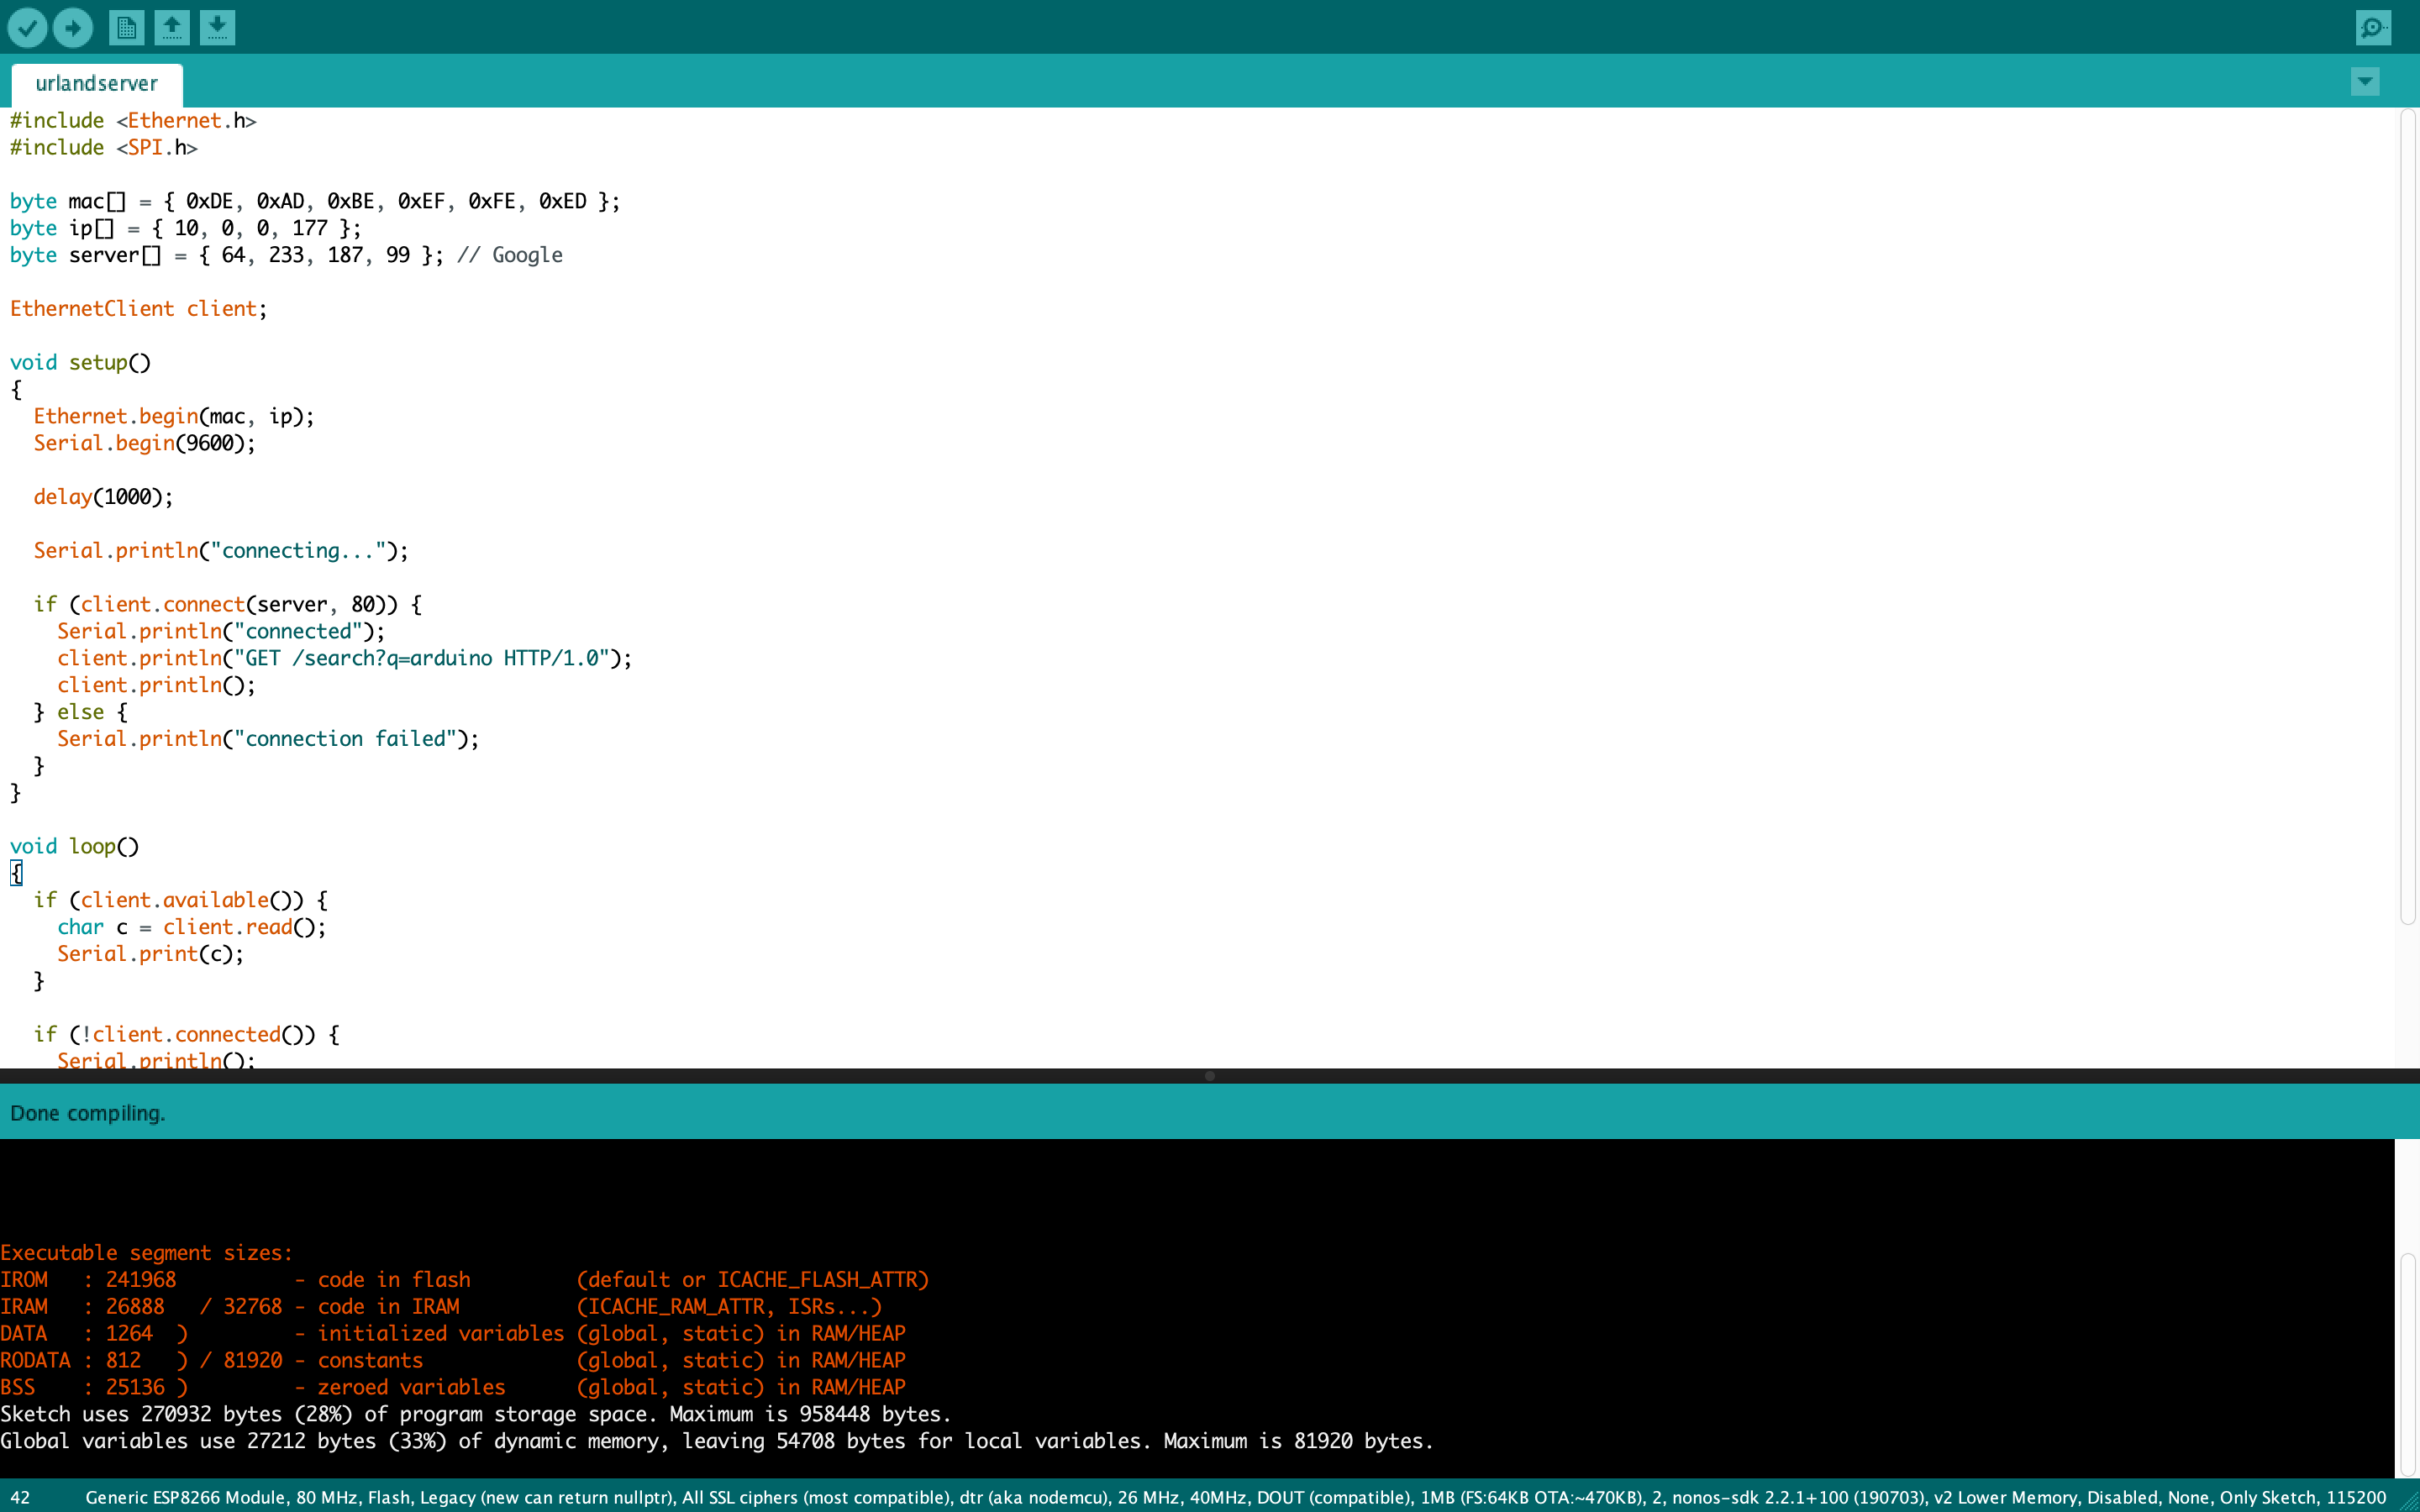 urlandserver
#include <Ethernet.h>
#include <SPI.h>
byte mac[] = { 0xDE, 0xAD, 0xBE, 0xEF, 0xFE, 0xED };
byte ip[] = { 10, 0, 0, 177 };
byte server[] = { 64, 233, 187, 99 }; // Google
EthernetClient client;
void setup()
{
  Ethernet.begin(mac, ip);
  Serial.begin(9600);
  delay(1000);
  Serial.println("connecting...");
  if (client.connect(server, 80)) {
    Serial.println("connected");
    client.println("GET /search?q=arduino HTTP/1.0");
    client.println();
  } else {
    Serial.println("connection failed");
  }
}
void loop()
{
  if (client.available()) {
    char c = client.read();
    Serial.print(c);
  }
  if (!client.connected()) {
    Serial.println();
Done compiling.
Executable segment sizes:
IROM   : 241968          - code in flash         (default or ICACHE_FLASH_ATTR)
IRAM   : 26888   / 32768 - code in IRAM          (ICACHE_RAM_ATTR, ISRs...)
DATA   : 1264  )         - initialized variables (global, static) in RAM/HEAP
RODATA : 812   ) / 81920 - constants             (global, static) in RAM/HEAP
BSS    : 25136 )         - zeroed variables      (global, static) in RAM/HEAP
Sketch uses 270932 bytes (28%) of program storage space. Maximum is 958448 bytes.
Global variables use 27212 bytes (33%) of dynamic memory, leaving 54708 bytes for local variables. Maximum is 81920 bytes.
42 Generic ESP8266 Module, 80 MHz, Flash, Legacy (new can return nullptr), All SSL ciphers (most compatible), dtr (aka nodemcu), 26 MHz, 40MHz, DOUT (compatible), 1MB (FS:64KB OTA:~470KB), 2, nonos-sdk 2.2.1+100 (190703), v2 Lower Memory, Disabled, None, Only Sketch, 115200